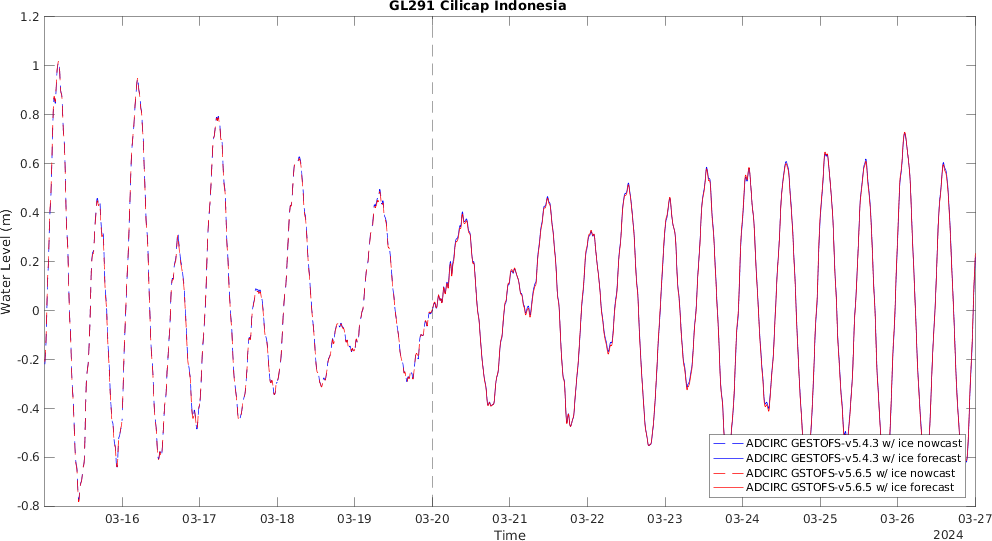 GL291 Cilicap Indonesia
1.2
1
0.8
0.6
0.4
0.2
0
-0.2
-0.4
-0.6
-0.8
Water Level (m)
ADCIRC GESTOFS-v5.4.3 w/ ice nowcast
ADCIRC GESTOFS-v5.4.3 w/ ice forecast
ADCIRC GSTOFS-v5.6.5 w/ ice nowcast
ADCIRC GSTOFS-v5.6.5 w/ ice forecast
03-16 03-17 03-18 03-19 03-20 03-21 03-22 03-23 03-24 03-25 03-26 03-27
Time
2024